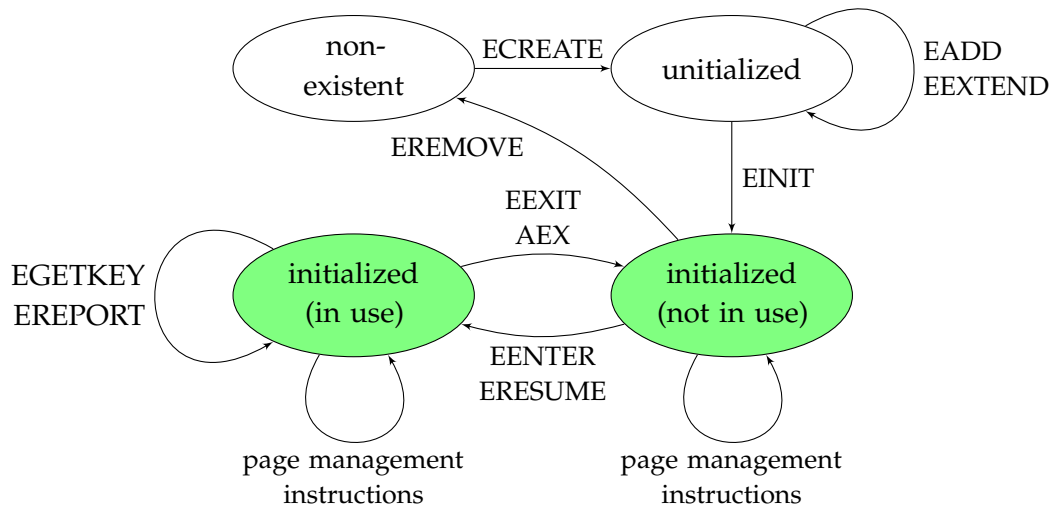 non-
existent
ECREATE
unitialized
EADD
EEXTEND
EREMOVE
EINIT
EEXIT
AEX
EGETKEY
EREPORT
initialized
(in use)
initialized
(not in use)
EENTER
ERESUME
page management
instructions
page management
instructions